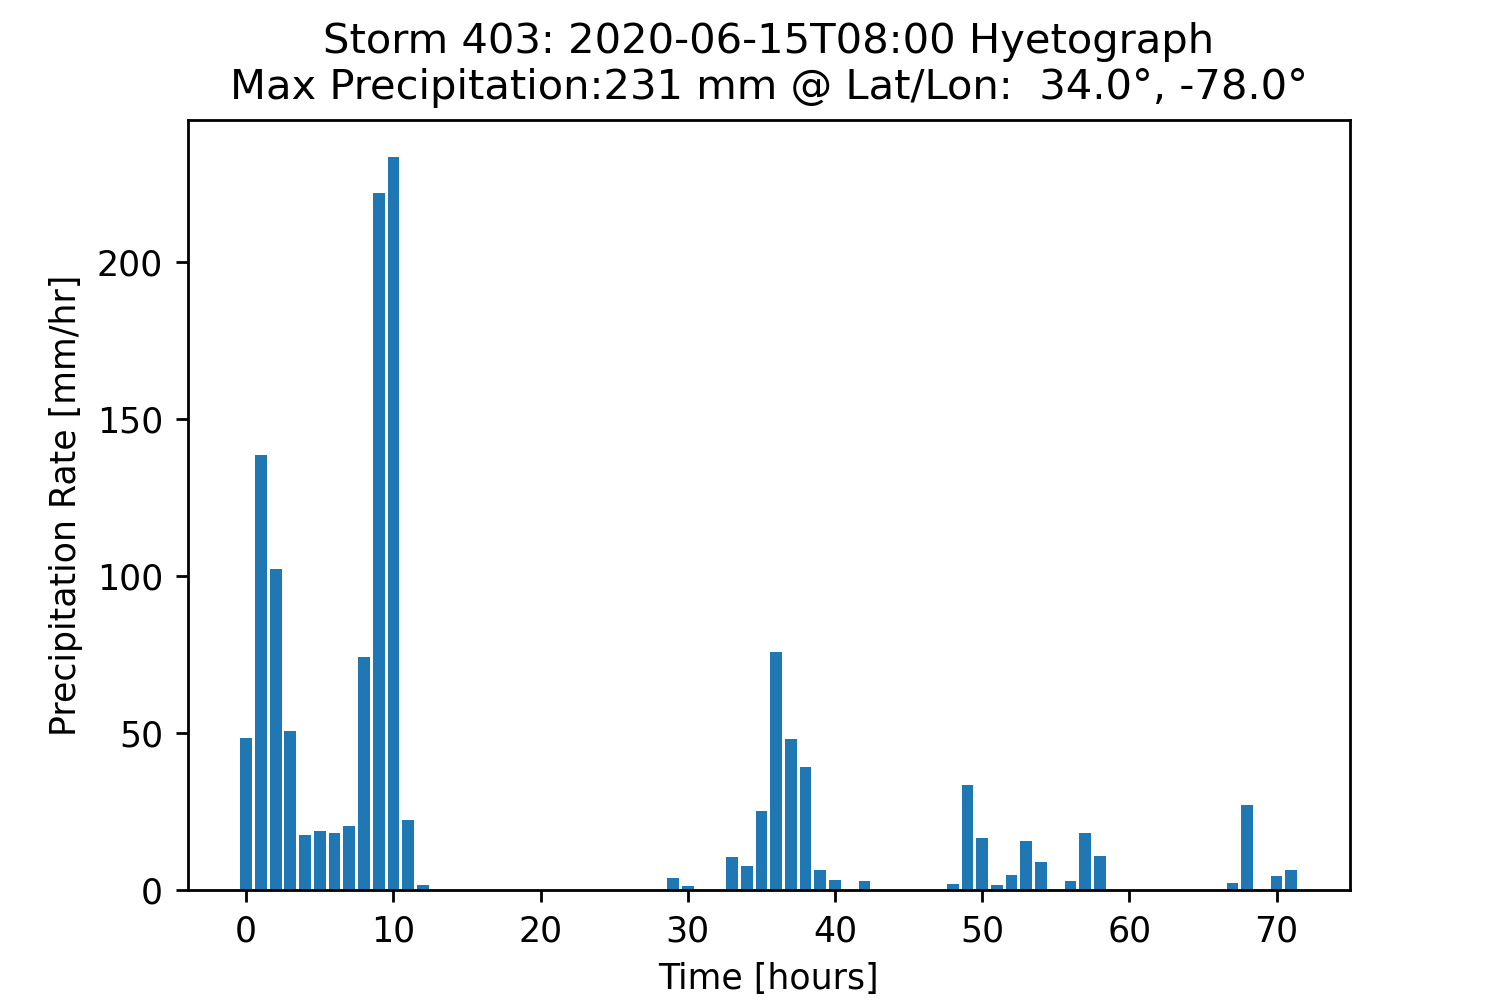 Storm 403: 2020-06-15T08:00 Hyetograph
Max Precipitation:231 mm @ Lat/Lon:  34.0°, -78.0°
Precipitation Rate [mm/hr]
200
150
100
50
0
0 10 20 30 40 50 60 70
Time [hours]